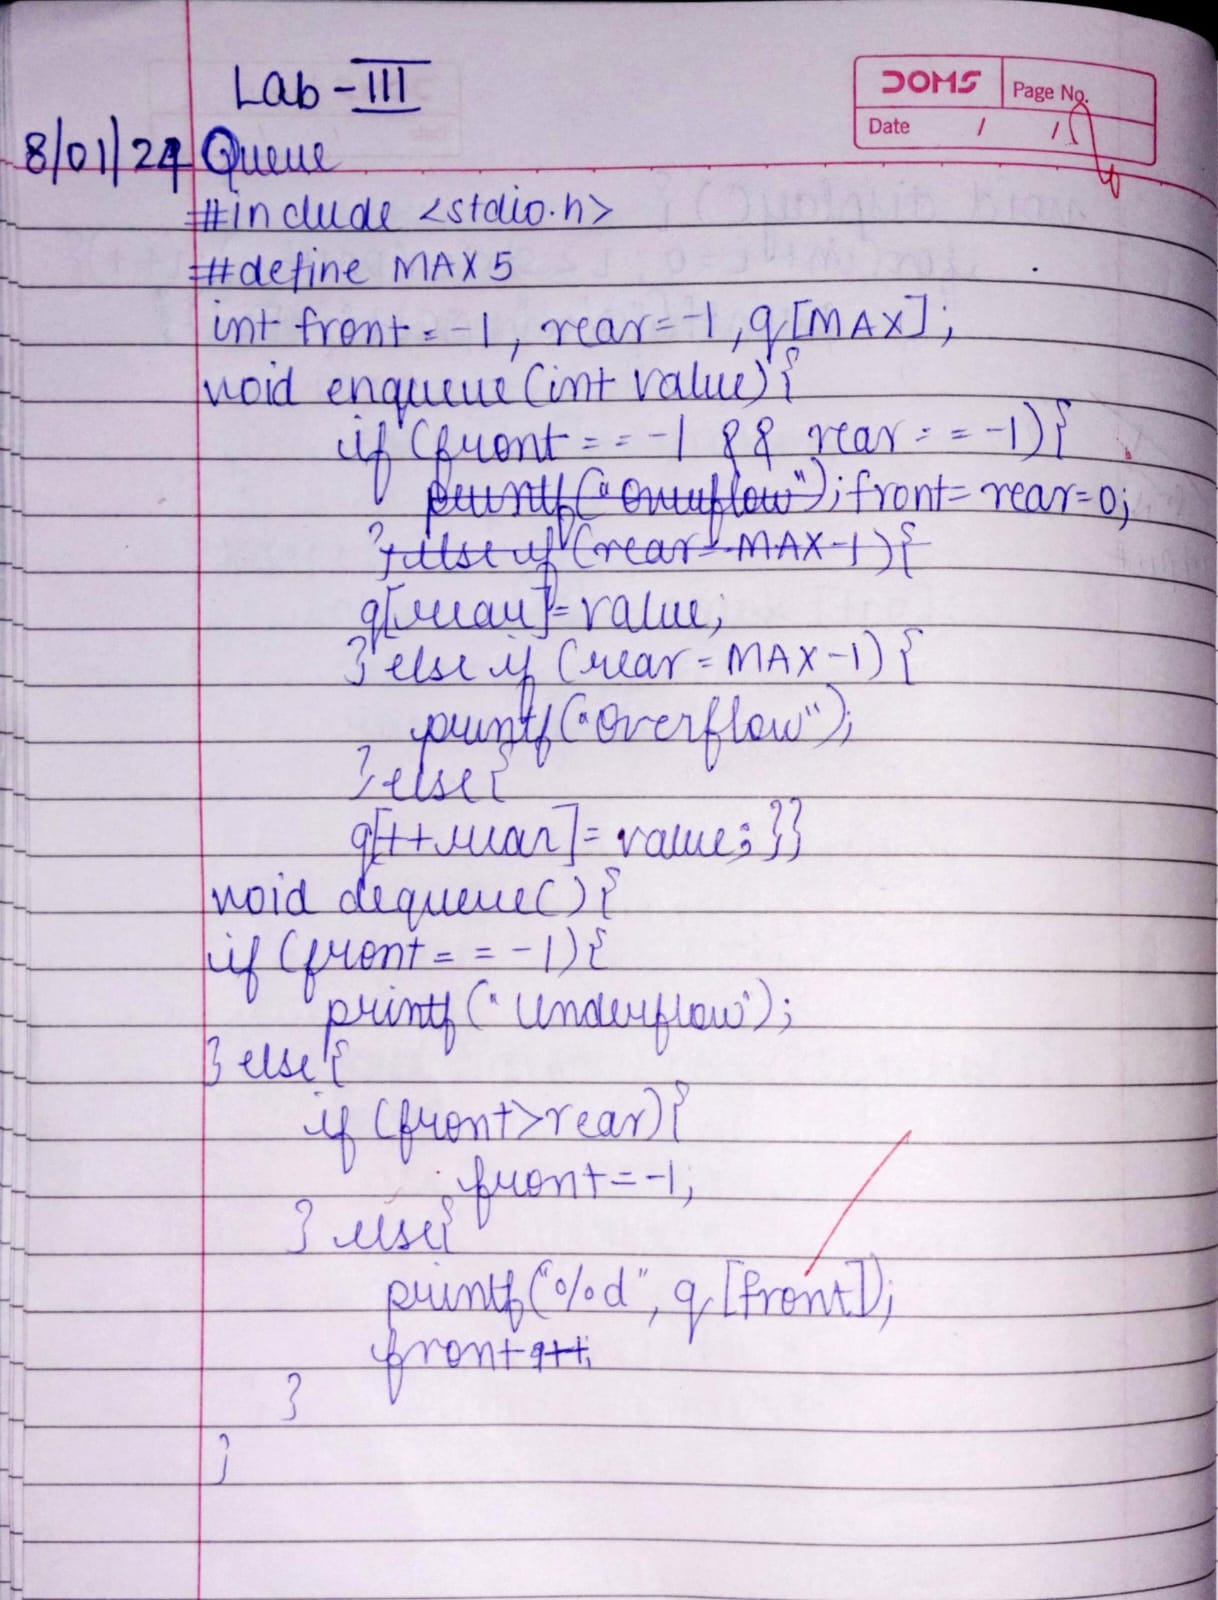 Lab - III
DOMS
Page No.
Date / /
8/01/24 Queue
#include <stdio.h>
#define MAX 5
int front = -1, rear = -1, q[MAX];
void enqueue (int value) {
if (front == -1 && rear == -1) {
printf("Overflow"); front = rear = 0;
} else if (rear = MAX-1) {
q[rear] = value;
} else if (rear = MAX-1) {
printf("Overflow");
} else {
q[++rear] = value; }}
void dequeue() {
if (front == -1) {
printf("Underflow");
} else {
if (front > rear) {
front = -1;
} else {
printf("%d", q[front]);
front++;
}
}